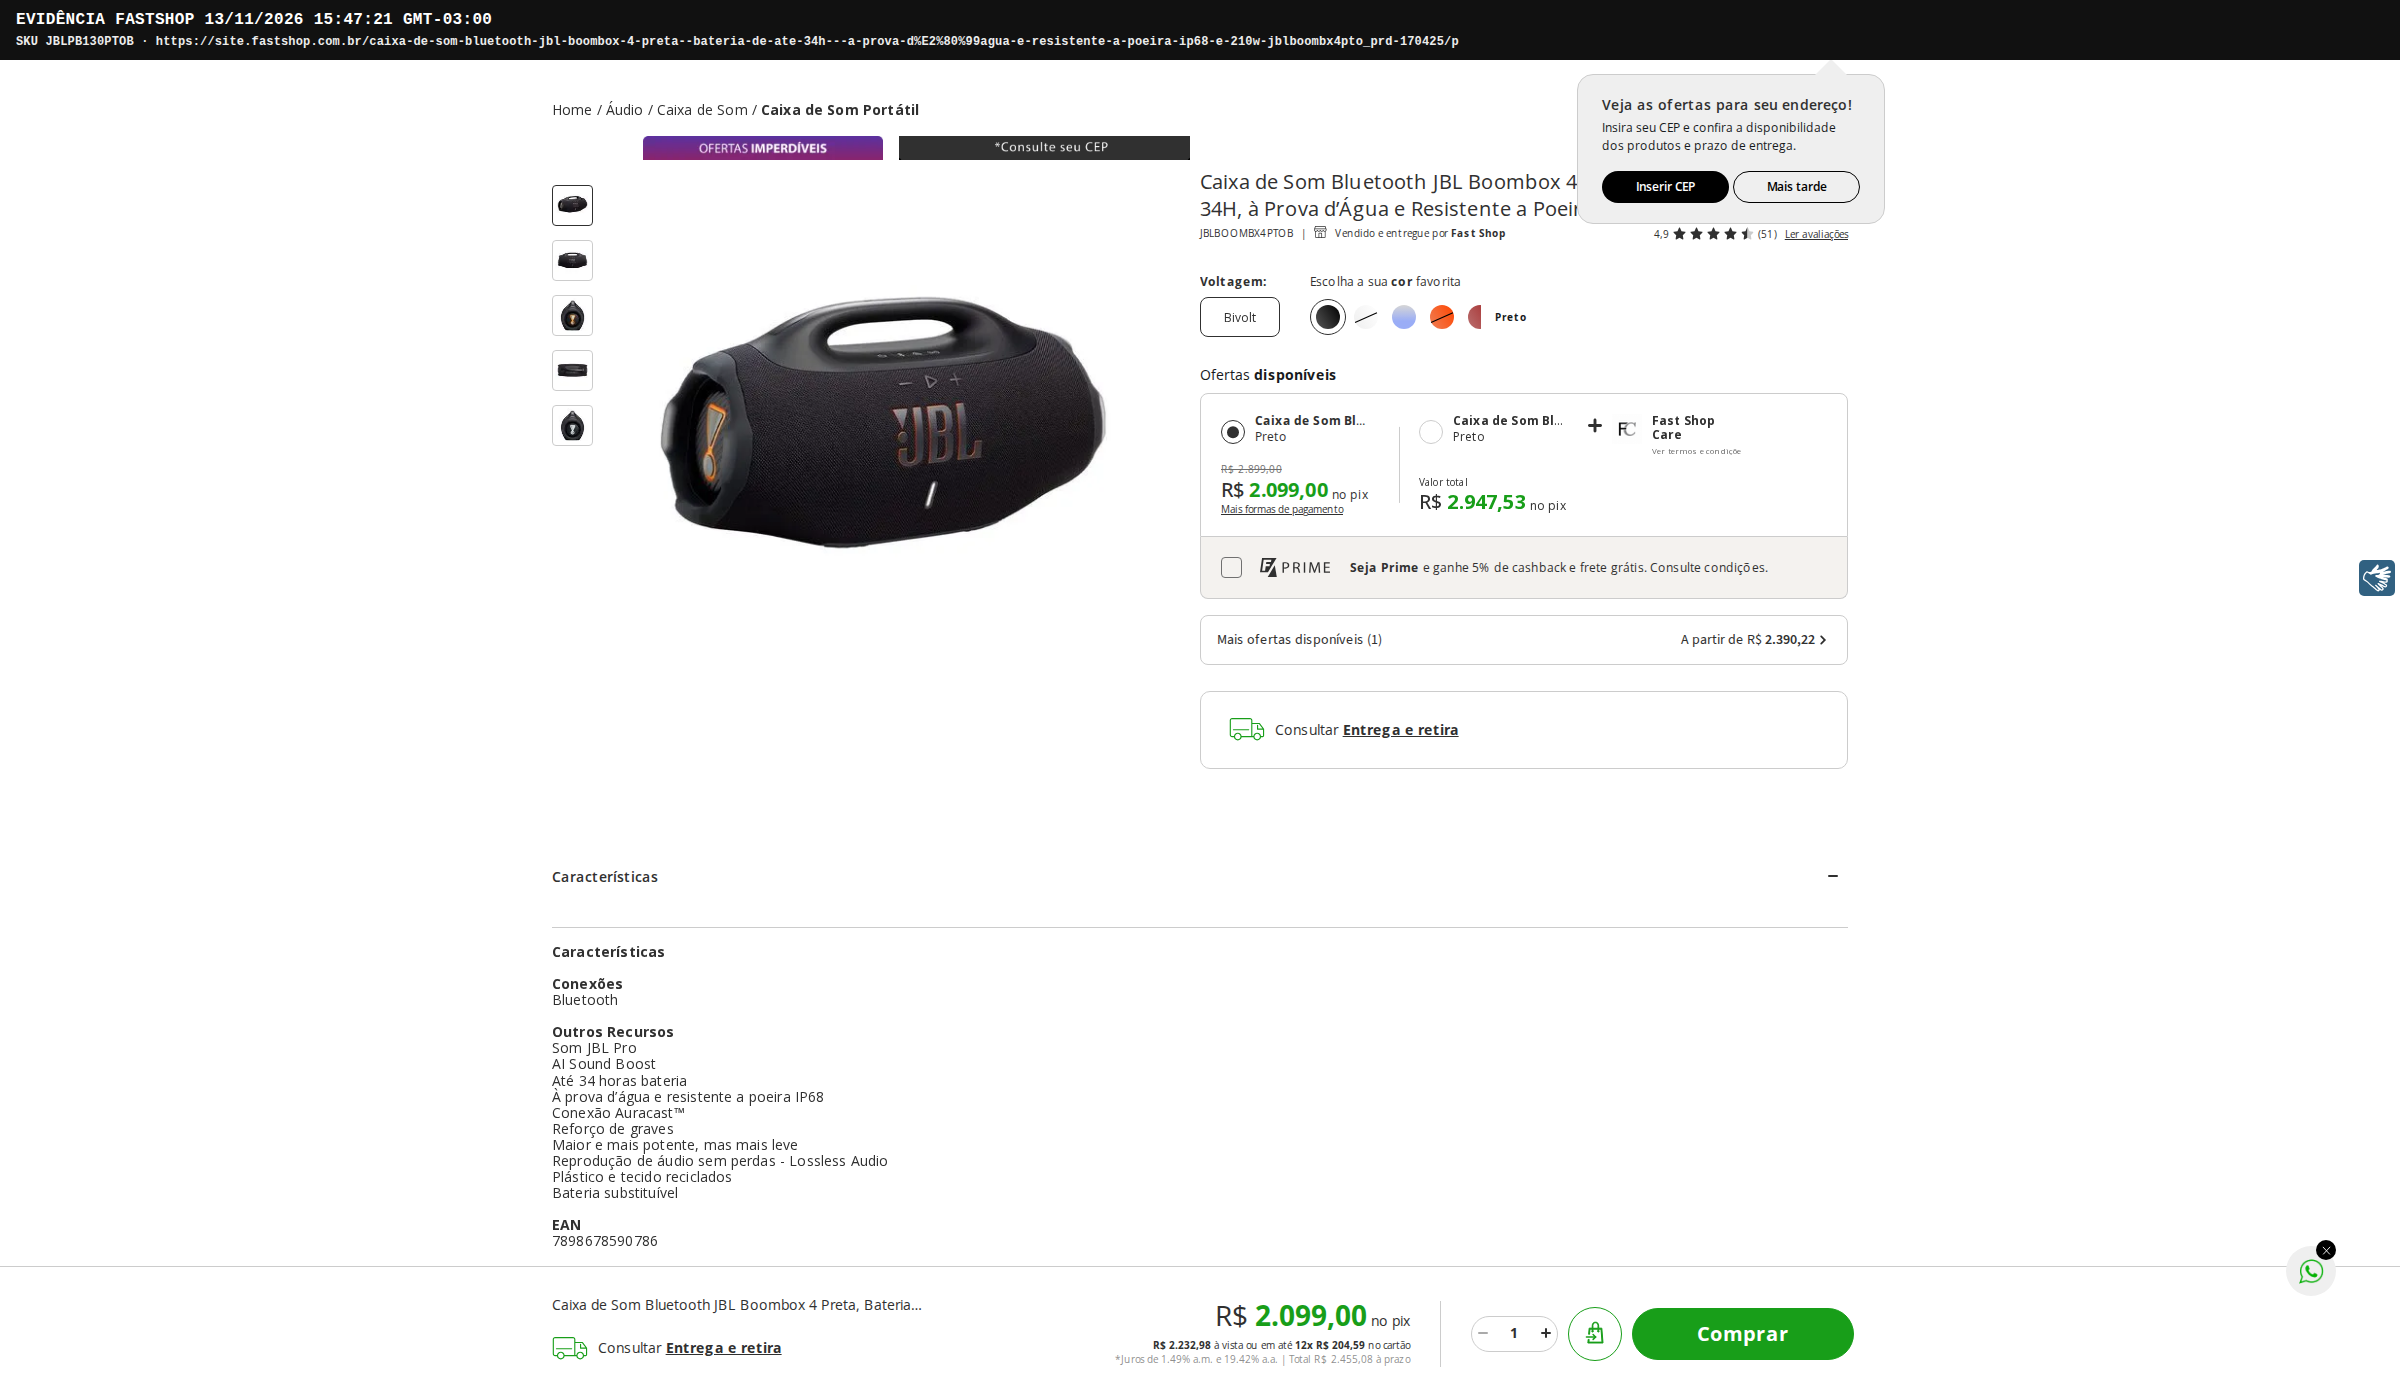 EVIDÊNCIA FASTSHOP 13/11/2026 15:47:21 GMT-03:00
SKU JBLPB130PTOB · https://site.fastshop.com.br/caixa-de-som-bluetooth-jbl-boombox-4-preta--bateria-de-ate-34h---a-prova-d%E2%80%99agua-e-resistente-a-poeira-ip68-e-210w-jblboombx4pto_prd-170425/p
Veja as ofertas para seu endereço!
Insira seu CEP e confira a disponibilidade
dos produtos e prazo de entrega.
Inserir CEP
Mais tarde
Home / Áudio / Caixa de Som / Caixa de Som Portátil
OFERTAS IMPERDÍVEIS
*Consulte seu CEP
Caixa de Som Bluetooth JBL Boombox 4
34H, à Prova d’Água e Resistente a Poeir
JBLBOOMBX4PTOB | Vendido e entregue por Fast Shop
4,9 (51) Ler avaliações
Voltagem:
Bivolt
Escolha a sua cor favorita
Preto
JBL
Ofertas disponíveis
Caixa de Som Bl...
Preto
R$ 2.899,00
R$ 2.099,00 no pix
Mais formas de pagamento
Caixa de Som Bl...
Preto
+
FC
Fast Shop
Care
Ver termos e condiçõe
Valor total
R$ 2.947,53 no pix
PRIME
Seja Prime e ganhe 5% de cashback e frete grátis. Consulte condições.
Mais ofertas disponíveis (1)
A partir de R$ 2.390,22
Consultar Entrega e retira
Características
Características
Conexões
Bluetooth
Outros Recursos
Som JBL Pro
AI Sound Boost
Até 34 horas bateria
À prova d’água e resistente a poeira IP68
Conexão Auracast™
Reforço de graves
Maior e mais potente, mas mais leve
Reprodução de áudio sem perdas - Lossless Audio
Plástico e tecido reciclados
Bateria substituível
EAN
7898678590786
Caixa de Som Bluetooth JBL Boombox 4 Preta, Bateria...
Consultar Entrega e retira
R$ 2.099,00 no pix
R$ 2.232,98 à vista ou em até 12x R$ 204,59 no cartão
*Juros de 1.49% a.m. e 19.42% a.a. | Total R$ 2.455,08 à prazo
− 1 +
Comprar